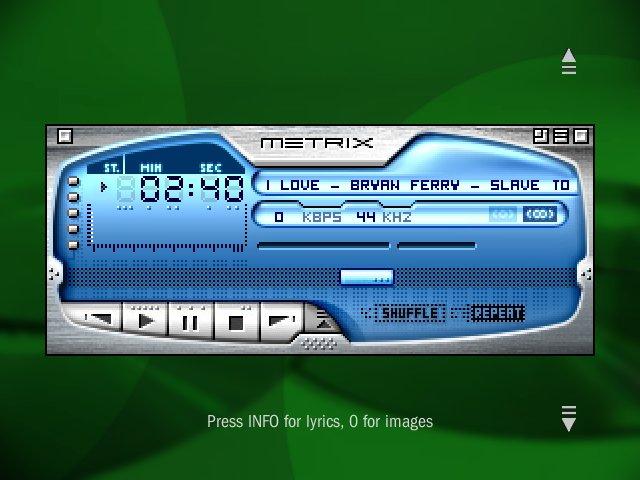 METRIX
ST. MIN SEC
02:40
I LOVE - BRYAN FERRY - SLAVE TO
0 KBPS 44 KHZ
SHUFFLE REPEAT
Press INFO for lyrics, 0 for images